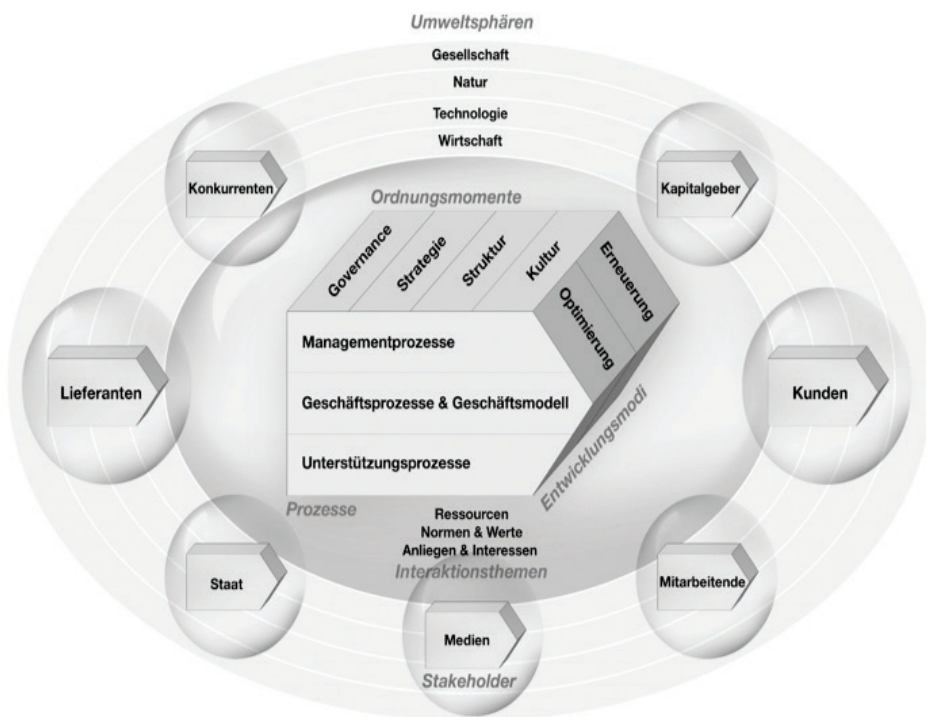 Umweltsphären
Gesellschaft
Natur
Technologie
Wirtschaft
Konkurrenten
Kapitalgeber
Ordnungsmomente
Governance
Strategie
Struktur
Kultur
Erneuerung
Optimierung
Managementprozesse
Geschäftsprozesse & Geschäftsmodell
Unterstützungsprozesse
Lieferanten
Kunden
Entwicklungsmodi
Prozesse
Ressourcen
Normen & Werte
Anliegen & Interessen
Interaktionsthemen
Staat
Mitarbeitende
Medien
Stakeholder